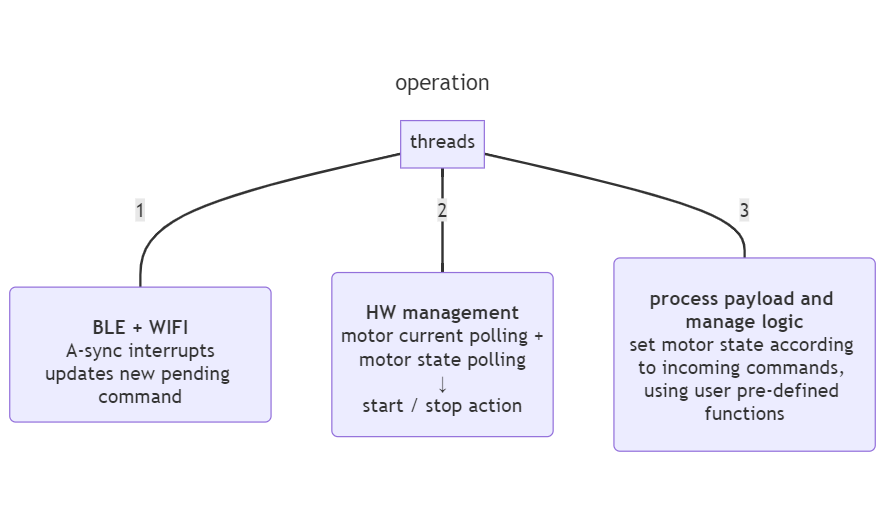 operation
threads
1
2
3
BLE + WIFI
A-sync interrupts
updates new pending
command
HW management
motor current polling +
motor state polling
↓
start / stop action
process payload and
manage logic
set motor state according
to incoming commands,
using user pre-defined
functions